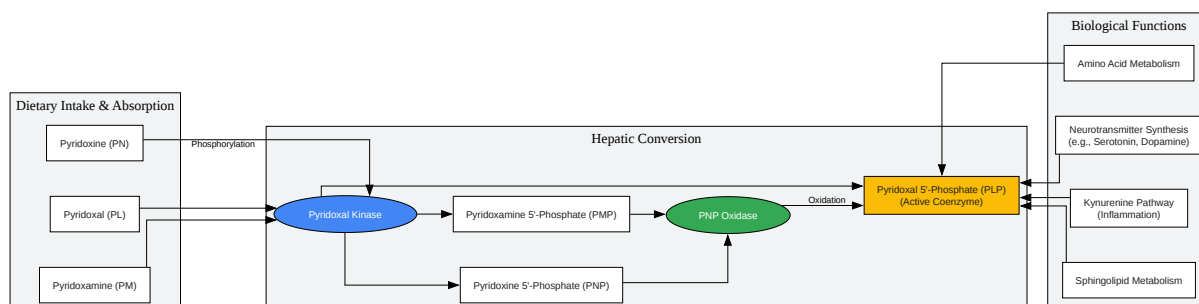 Dietary Intake & Absorption
Pyridoxine (PN)
Pyridoxal (PL)
Pyridoxamine (PM)
Phosphorylation
Hepatic Conversion
Pyridoxal Kinase
Pyridoxamine 5'-Phosphate (PMP)
Pyridoxine 5'-Phosphate (PNP)
PNP Oxidase
Oxidation
Pyridoxal 5'-Phosphate (PLP)
(Active Coenzyme)
Biological Functions
Amino Acid Metabolism
Neurotransmitter Synthesis
(e.g., Serotonin, Dopamine)
Kynurenine Pathway
(Inflammation)
Sphingolipid Metabolism